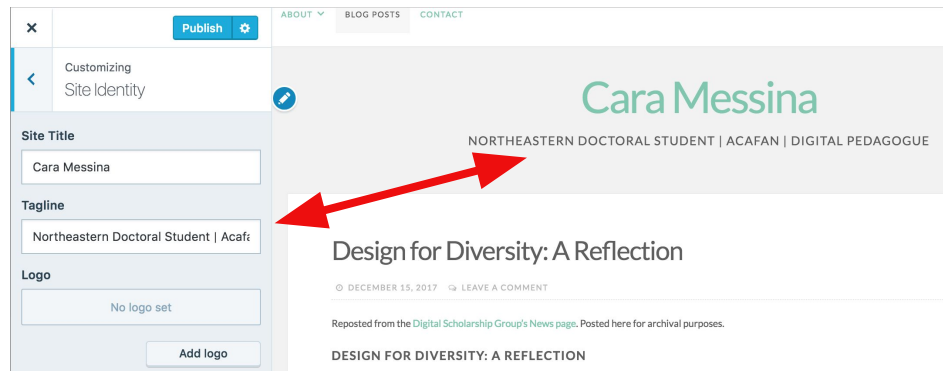 Publish
Customizing
Site Identity
Site Title
Cara Messina
Tagline
Northeastern Doctoral Student | Acafa
Logo
No logo set
Add logo
ABOUT BLOG POSTS CONTACT
Cara Messina
NORTHEASTERN DOCTORAL STUDENT | ACAFAN | DIGITAL PEDAGOGUE
Design for Diversity: A Reflection
DECEMBER 15, 2017 LEAVE A COMMENT
Reposted from the Digital Scholarship Group's News page. Posted here for archival purposes.
DESIGN FOR DIVERSITY: A REFLECTION